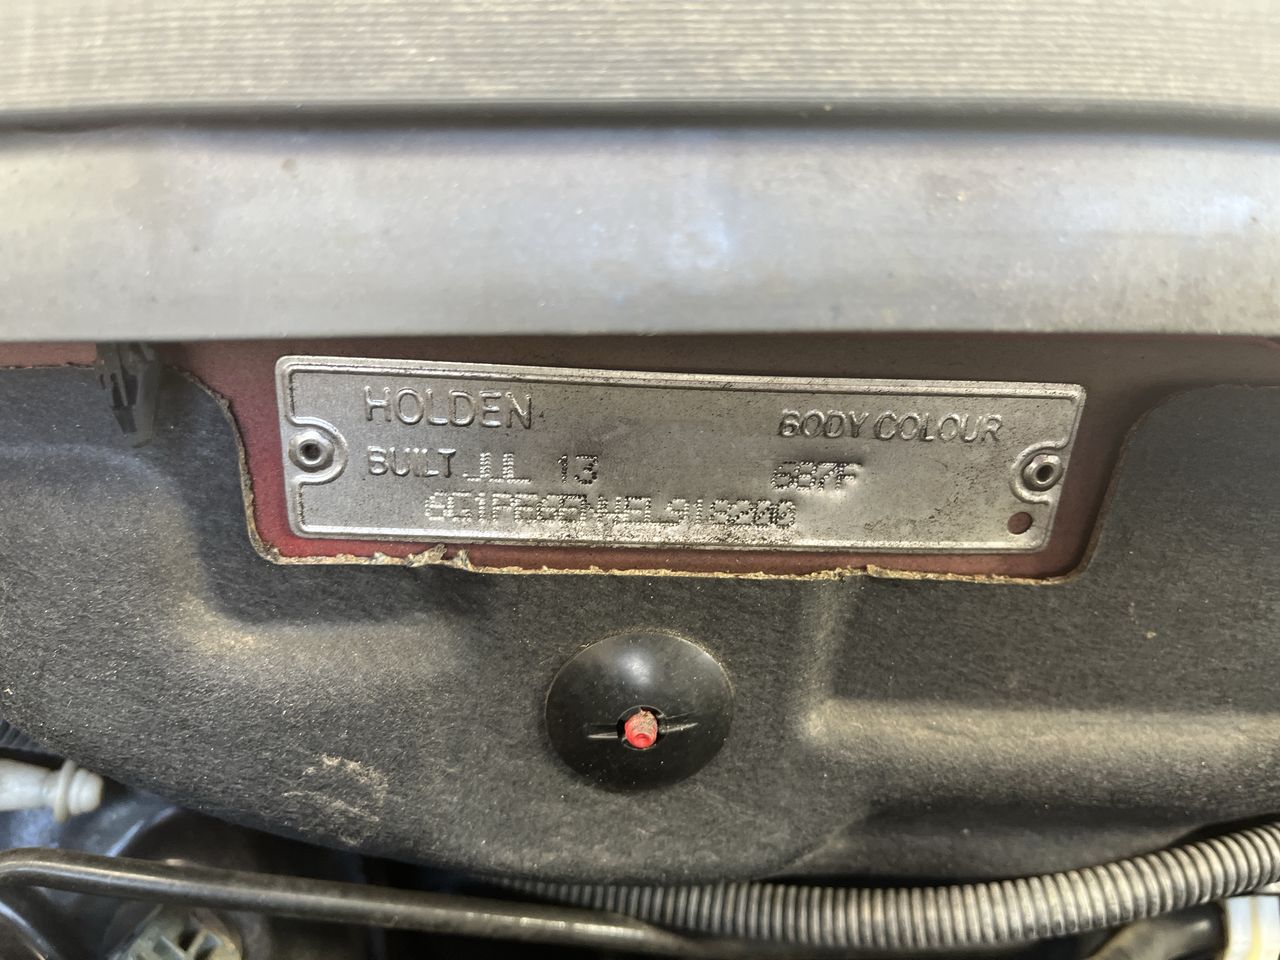 HOLDEN
BODY COLOUR
BUILT JUL 13
687F